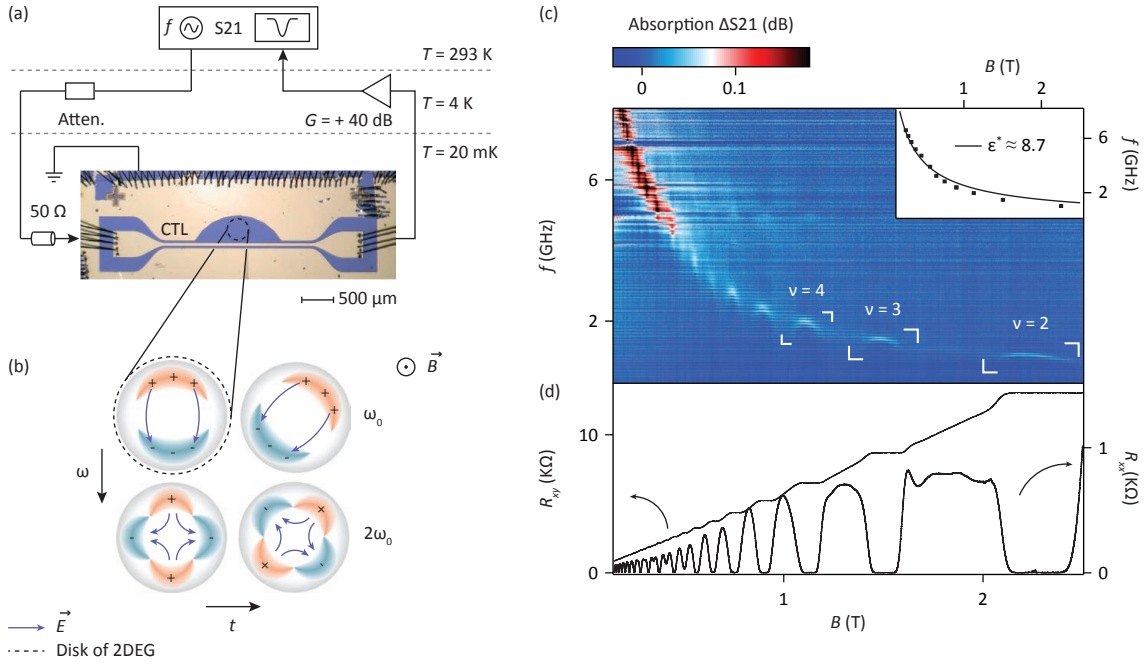 (a)
f S21
T = 293 K
Atten.
G = + 40 dB
T = 4 K
T = 20 mK
50 Ω
CTL
500 μm
(b)
B
+ + +
- - -
+ + +
- - -
ω₀
ω
+
- -
+
- +
+ -
2ω₀
t
E
Disk of 2DEG
(c)
Absorption ΔS21 (dB)
0 0.1
B (T)
1 2
ε* ≈ 8.7
6
2
f (GHz)
6
2
f (GHz)
ν = 4
ν = 3
ν = 2
(d)
10
0
R_xy (KΩ)
1
0
R_xx (KΩ)
1 2
B (T)